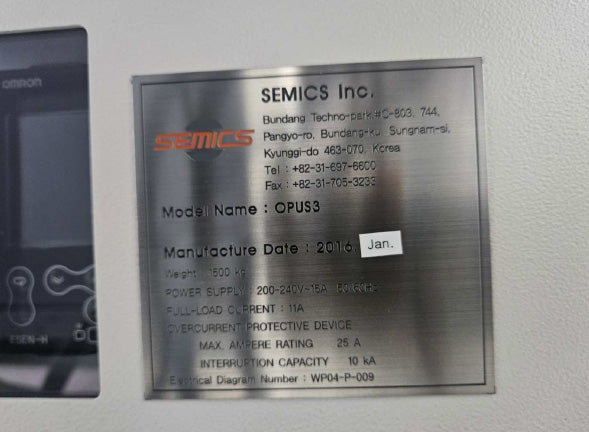 OMRON
E5EN-H
SEMICS Inc.
SEMICS
Bundang Techno-park #C-803, 744,
Pangyo-ro, Bundang-ku, Sungnam-si,
Kyunggi-do 463-070, Korea
Tel : +82-31-697-6600
Fax : +82-31-705-3233
Model Name : OPUS3
Manufacture Date : 2016. Jan.
Weight : 1500 kg
POWER SUPPLY : 200-240V~15A 50/60Hz
FULL-LOAD CURRENT : 11A
OVERCURRENT PROTECTIVE DEVICE
MAX. AMPERE RATING 25 A
INTERRUPTION CAPACITY 10 kA
Electrical Diagram Number : WP04-P-009